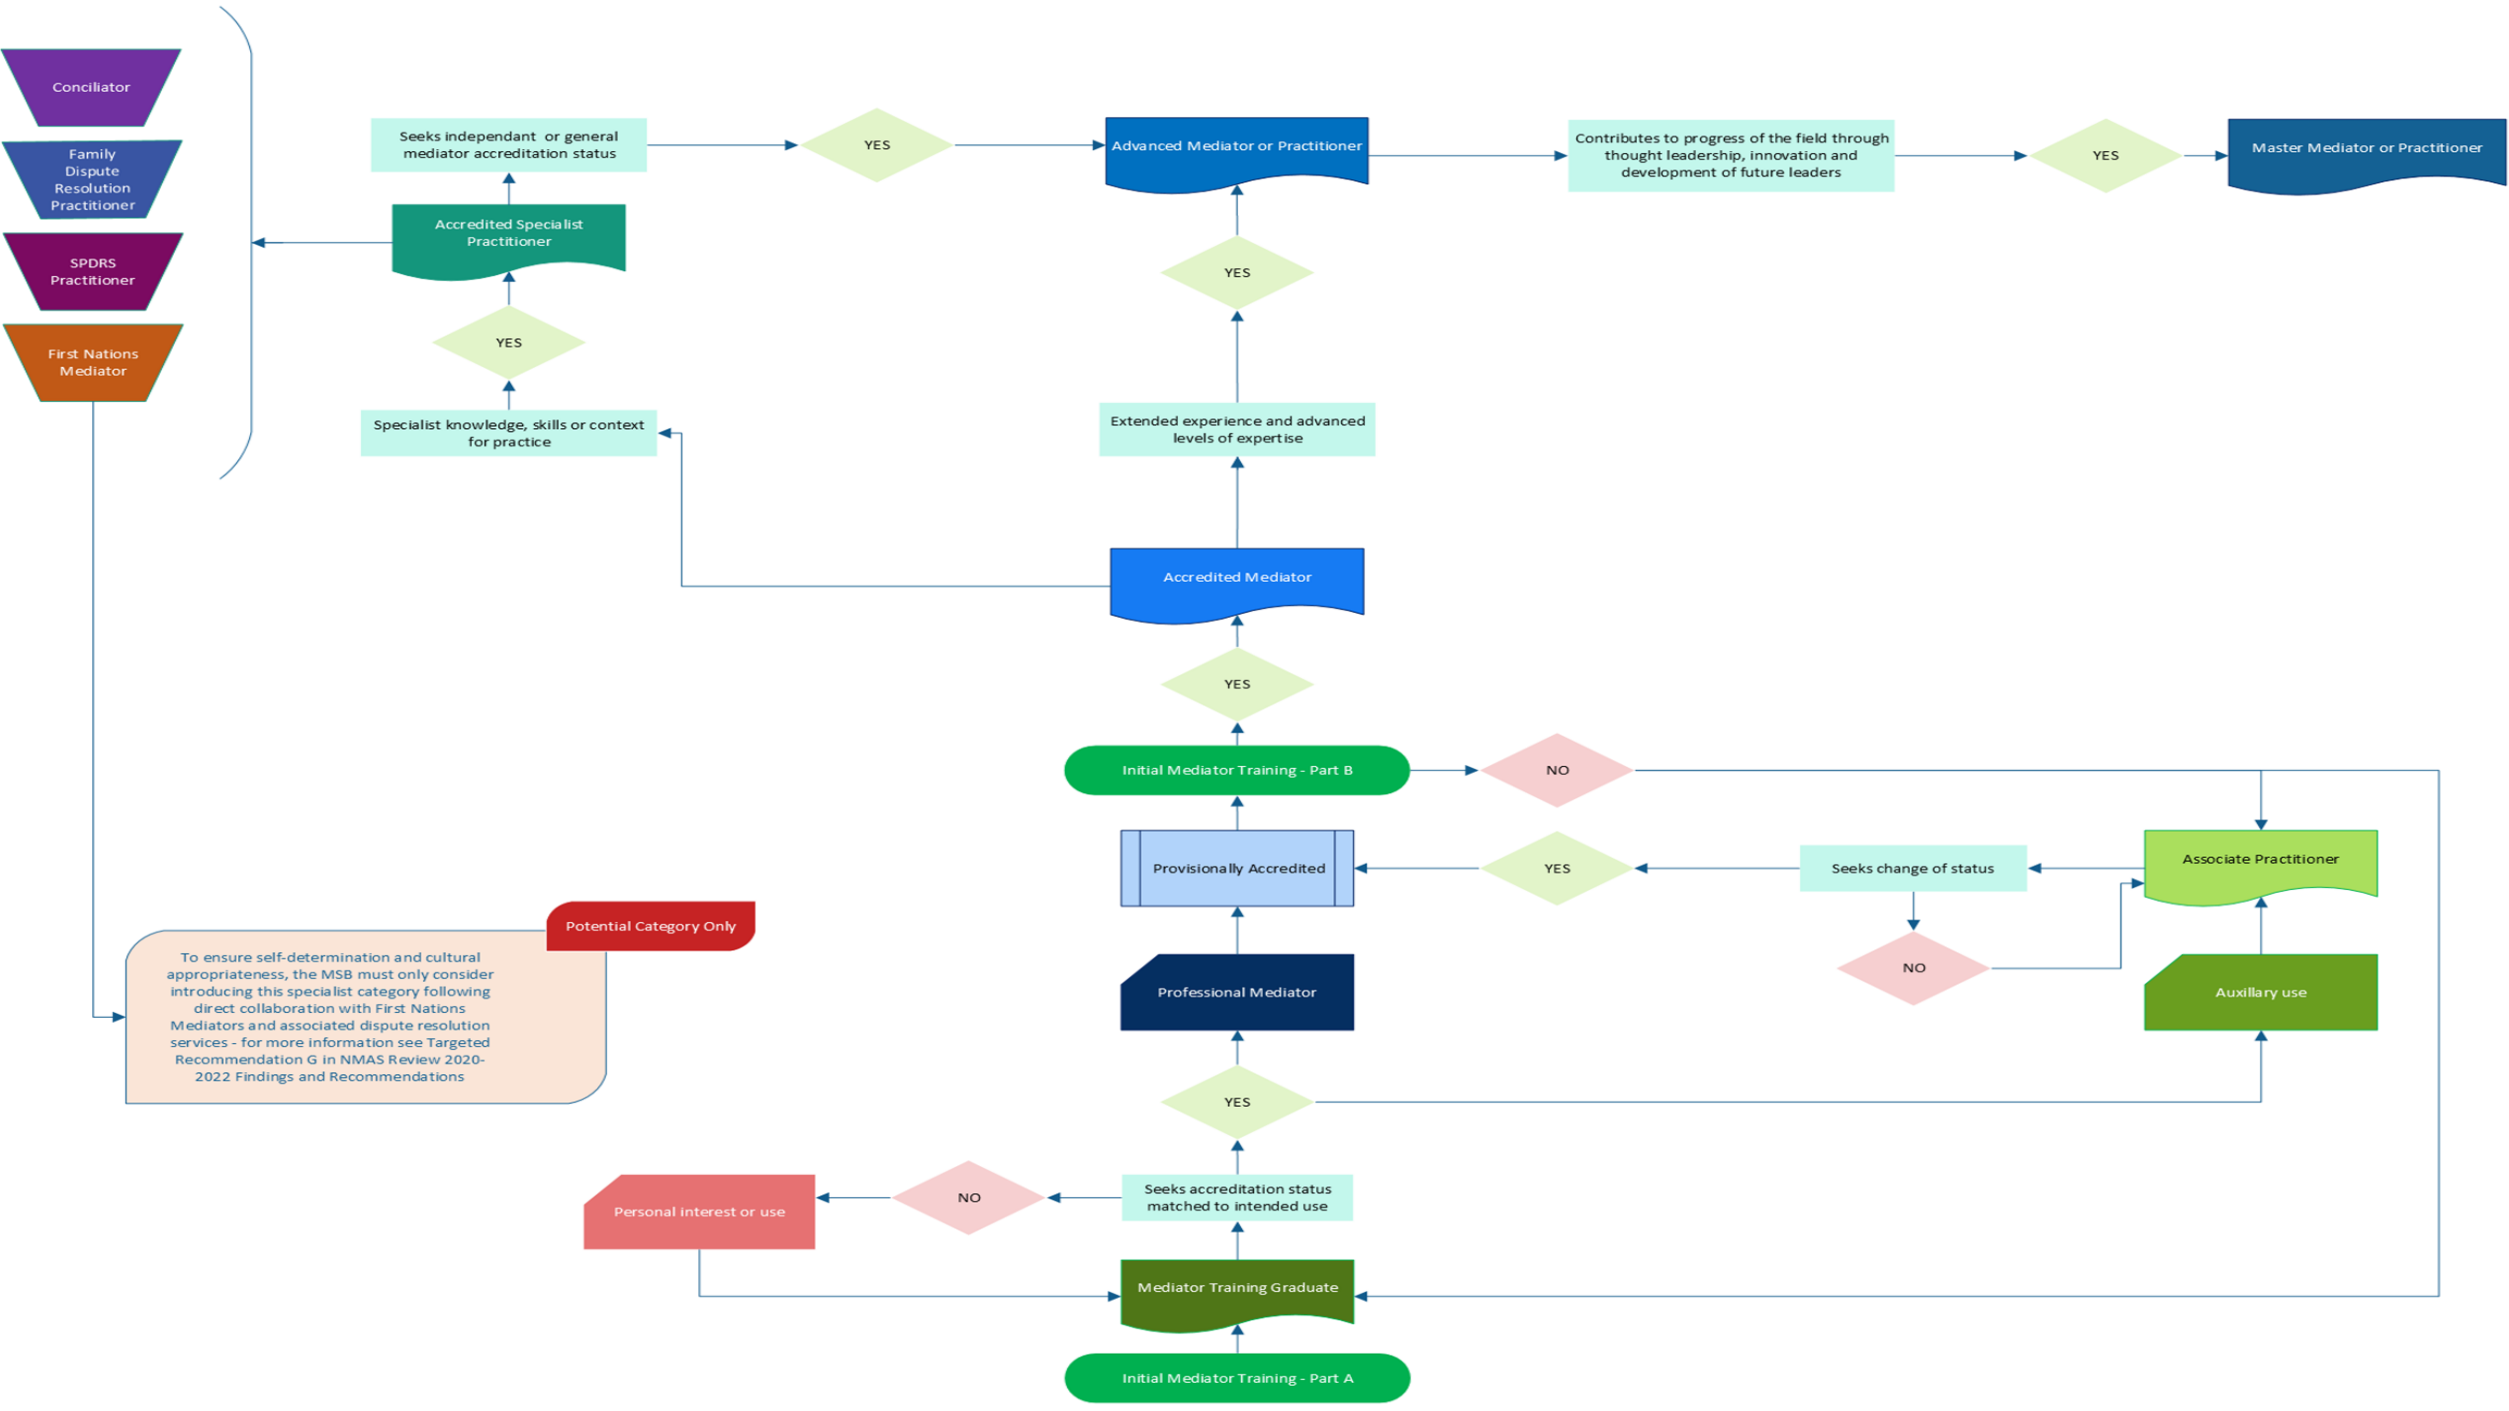 Conciliator
Family
Dispute
Resolution
Practitioner
SPDRS
Practitioner
First Nations
Mediator
Seeks independant  or general
mediator accreditation status
YES
Advanced Mediator or Practitioner
Contributes to progress of the field through
thought leadership, innovation and
development of future leaders
YES
Master Mediator or Practitioner
Accredited Specialist
Practitioner
YES
YES
Specialist knowledge, skills or context
for practice
Extended experience and advanced
levels of expertise
Accredited Mediator
YES
Initial Mediator Training - Part B
NO
Provisionally Accredited
YES
Seeks change of status
Associate Practitioner
NO
Potential Category Only
To ensure self-determination and cultural
appropriateness, the MSB must only consider
introducing this specialist category following
direct collaboration with First Nations
Mediators and associated dispute resolution
services - for more information see Targeted
Recommendation G in NMAS Review 2020-
2022 Findings and Recommendations
Professional Mediator
Auxillary use
YES
Personal interest or use
NO
Seeks accreditation status
matched to intended use
Mediator Training Graduate
Initial Mediator Training - Part A